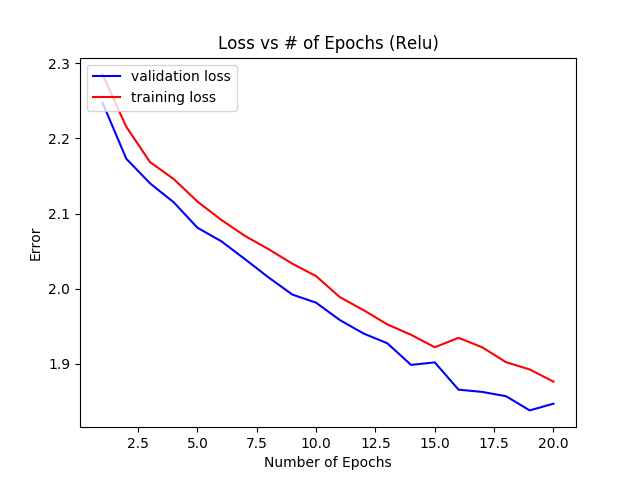 Loss vs # of Epochs (Relu)
validation loss
training loss
2.3
2.2
2.1
2.0
1.9
Error
2.5
5.0
7.5
10.0
12.5
15.0
17.5
20.0
Number of Epochs